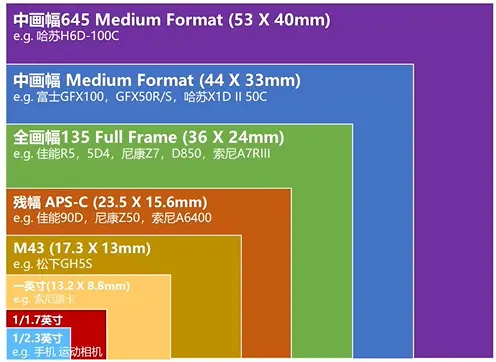 中画幅645 Medium Format (53 X 40mm)
e.g. 哈苏H6D-100C
中画幅 Medium Format (44 X 33mm)
e.g. 富士GFX100，GFX50R/S，哈苏X1D II 50C
全画幅135 Full Frame (36 X 24mm)
e.g. 佳能R5，5D4，尼康Z7，D850，索尼A7RIII
残幅 APS-C (23.5 X 15.6mm)
e.g. 佳能90D，尼康Z50，索尼A6400
M43 (17.3 X 13mm)
e.g. 松下GH5S
一英寸(13.2 X 8.8mm)
e.g. 索尼黑卡
1/1.7英寸
1/2.3英寸
e.g. 手机 运动相机